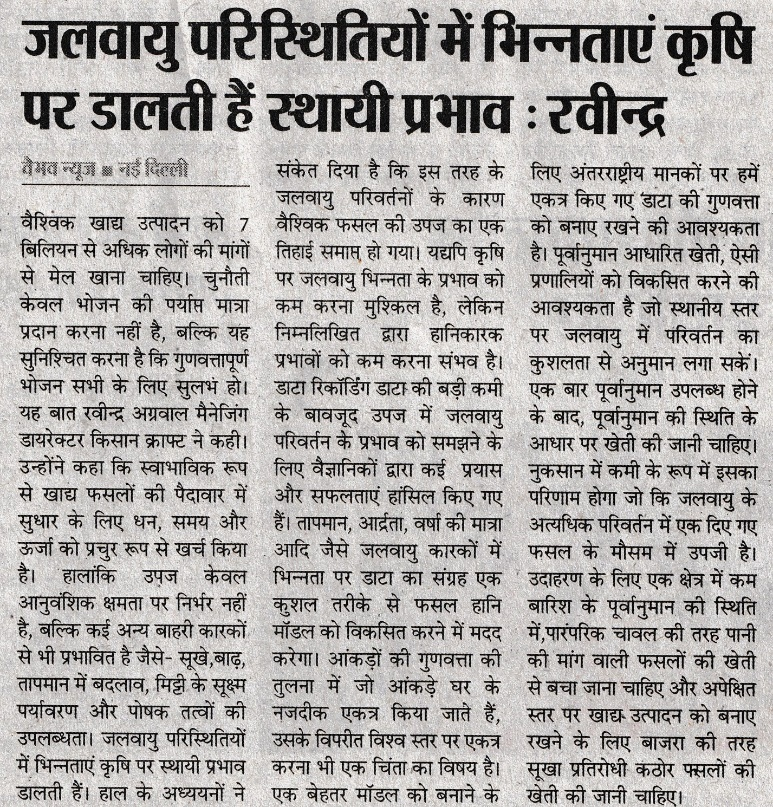 जलवायु परिस्थितियों में भिन्नताएं कृषि
पर डालती हैं स्थायी प्रभाव : रवीन्द्र
वैभव न्यूज ■ नई दिल्ली
वैश्विक खाद्य उत्पादन को 7
बिलियन से अधिक लोगों की मांगों
से मेल खाना चाहिए। चुनौती
केवल भोजन की पर्याप्त मात्रा
प्रदान करना नहीं है, बल्कि यह
सुनिश्चित करना है कि गुणवत्तापूर्ण
भोजन सभी के लिए सुलभ हो।
यह बात रवीन्द्र अग्रवाल मैनेजिंग
डायरेक्टर किसान क्राफ्ट ने कही।
उन्होंने कहा कि स्वाभाविक रूप
से खाद्य फसलों की पैदावार में
सुधार के लिए धन, समय और
ऊर्जा को प्रचुर रूप से खर्च किया
है। हालांकि उपज केवल
आनुवंशिक क्षमता पर निर्भर नहीं
है, बल्कि कई अन्य बाहरी कारकों
से भी प्रभावित है जैसे- सूखे,बाढ़,
तापमान में बदलाव, मिट्टी के सूक्ष्म
पर्यावरण और पोषक तत्वों की
उपलब्धता। जलवायु परिस्थितियों
में भिन्नताएं कृषि पर स्थायी प्रभाव
डालती हैं। हाल के अध्ययनों ने
संकेत दिया है कि इस तरह के
जलवायु परिवर्तनों के कारण
वैश्विक फसल की उपज का एक
तिहाई समाप्त हो गया। यद्यपि कृषि
पर जलवायु भिन्नता के प्रभाव को
कम करना मुश्किल है, लेकिन
निम्नलिखित द्वारा हानिकारक
प्रभावों को कम करना संभव है।
डाटा रिकॉर्डिंग डाटा की बड़ी कमी
के बावजूद उपज में जलवायु
परिवर्तन के प्रभाव को समझने के
लिए वैज्ञानिकों द्वारा कई प्रयास
और सफलताएं हांसिल किए गए
हैं। तापमान, आर्द्रता, वर्षा की मात्रा
आदि जैसे जलवायु कारकों में
भिन्नता पर डाटा का संग्रह एक
कुशल तरीके से फसल हानि
मॉडल को विकसित करने में मदद
करेगा। आंकड़ों की गुणवत्ता की
तुलना में जो आंकड़े घर के
नजदीक एकत्र किया जाते हैं,
उसके विपरीत विश्व स्तर पर एकत्र
करना भी एक चिंता का विषय है।
एक बेहतर मॉडल को बनाने के
लिए अंतरराष्ट्रीय मानकों पर हमें
एकत्र किए गए डाटा की गुणवत्ता
को बनाए रखने की आवश्यकता
है। पूर्वानुमान आधारित खेती, ऐसी
प्रणालियों को विकसित करने की
आवश्यकता है जो स्थानीय स्तर
पर जलवायु में परिवर्तन का
कुशलता से अनुमान लगा सकें।
एक बार पूर्वानुमान उपलब्ध होने
के बाद, पूर्वानुमान की स्थिति के
आधार पर खेती की जानी चाहिए।
नुकसान में कमी के रूप में इसका
परिणाम होगा जो कि जलवायु के
अत्यधिक परिवर्तन में एक दिए गए
फसल के मौसम में उपजी है।
उदाहरण के लिए एक क्षेत्र में कम
बारिश के पूर्वानुमान की स्थिति
में,पारंपरिक चावल की तरह पानी
की मांग वाली फसलों की खेती
से बचा जाना चाहिए और अपेक्षित
स्तर पर खाद्य उत्पादन को बनाए
रखने के लिए बाजरा की तरह
सूखा प्रतिरोधी कठोर फसलों की
खेती की जानी चाहिए।